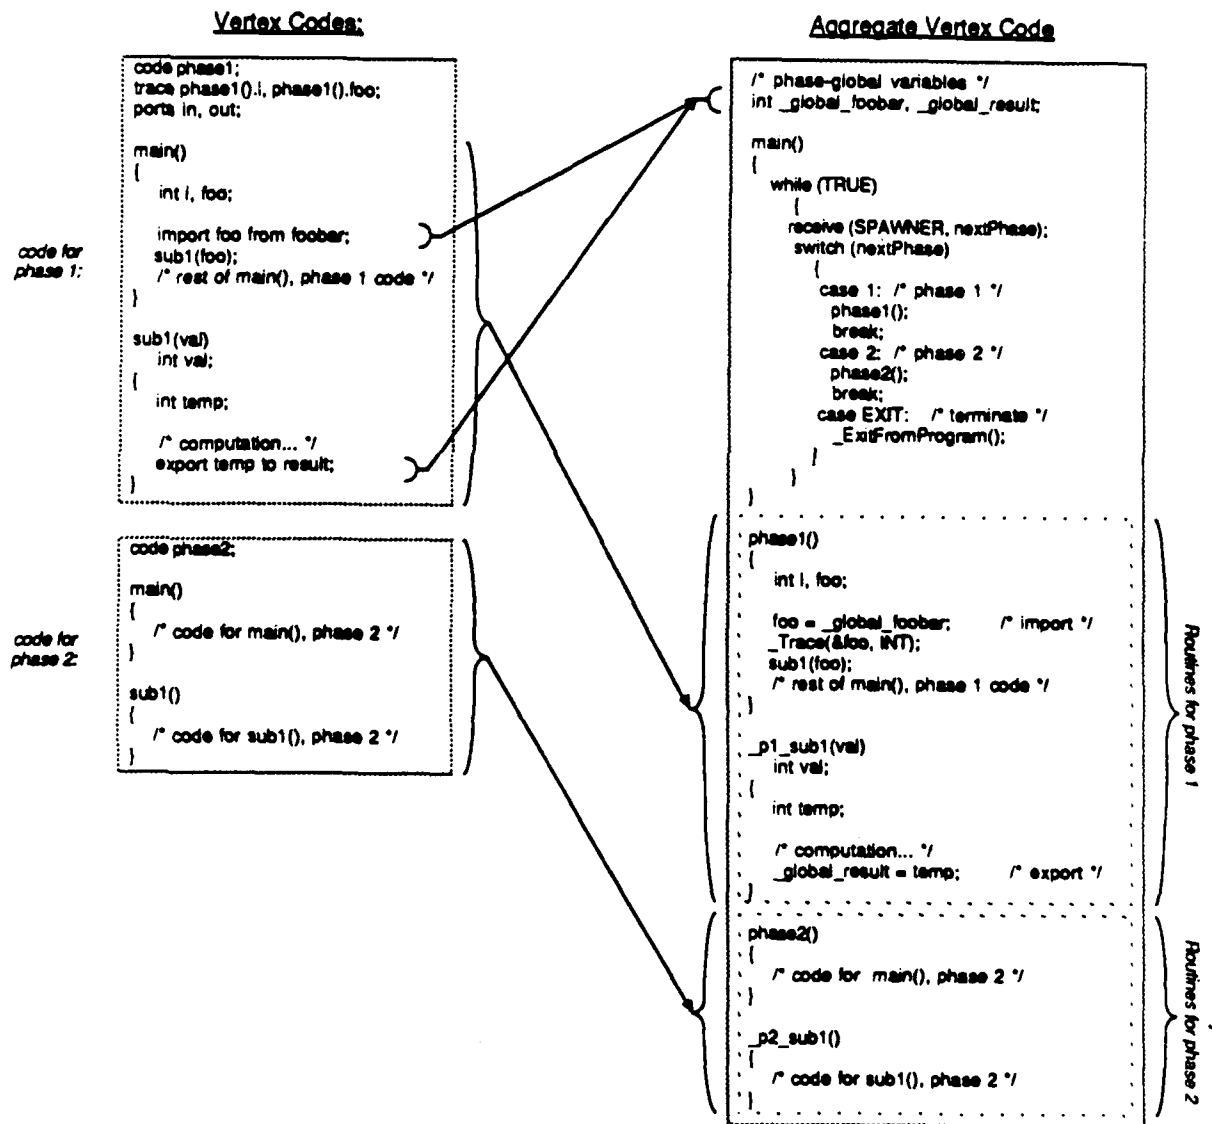 Vertex Codes:
code for
phase 1:
code phase1;
trace phase1().i, phase1().foo;
ports in, out;
main()
{
int i, foo;
import foo from foobar;
sub1(foo);
/* rest of main(), phase 1 code */
}
sub1(val)
int val;
{
int temp;
/* computation... */
export temp to result;
}
code for
phase 2:
code phase2;
main()
{
/* code for main(), phase 2 */
}
sub1()
{
/* code for sub1(), phase 2 */
}
Aggregate Vertex Code
/* phase-global variables */
int _global_foobar, _global_result;
main()
{
while (TRUE)
{
receive (SPAWNER, nextPhase);
switch (nextPhase)
{
case 1: /* phase 1 */
phase1();
break;
case 2: /* phase 2 */
phase2();
break;
case EXIT: /* terminate */
_ExitFromProgram();
}
}
}
phase1()
{
int i, foo;
foo = _global_foobar; /* import */
_Trace(&foo, INT);
sub1(foo);
/* rest of main(), phase 1 code */
}
_p1_sub1(val)
int val;
{
int temp;
/* computation... */
_global_result = temp; /* export */
}
Routines for phase 1
phase2()
{
/* code for main(), phase 2 */
}
_p2_sub1()
{
/* code for sub1(), phase 2 */
}
Routines for phase 2